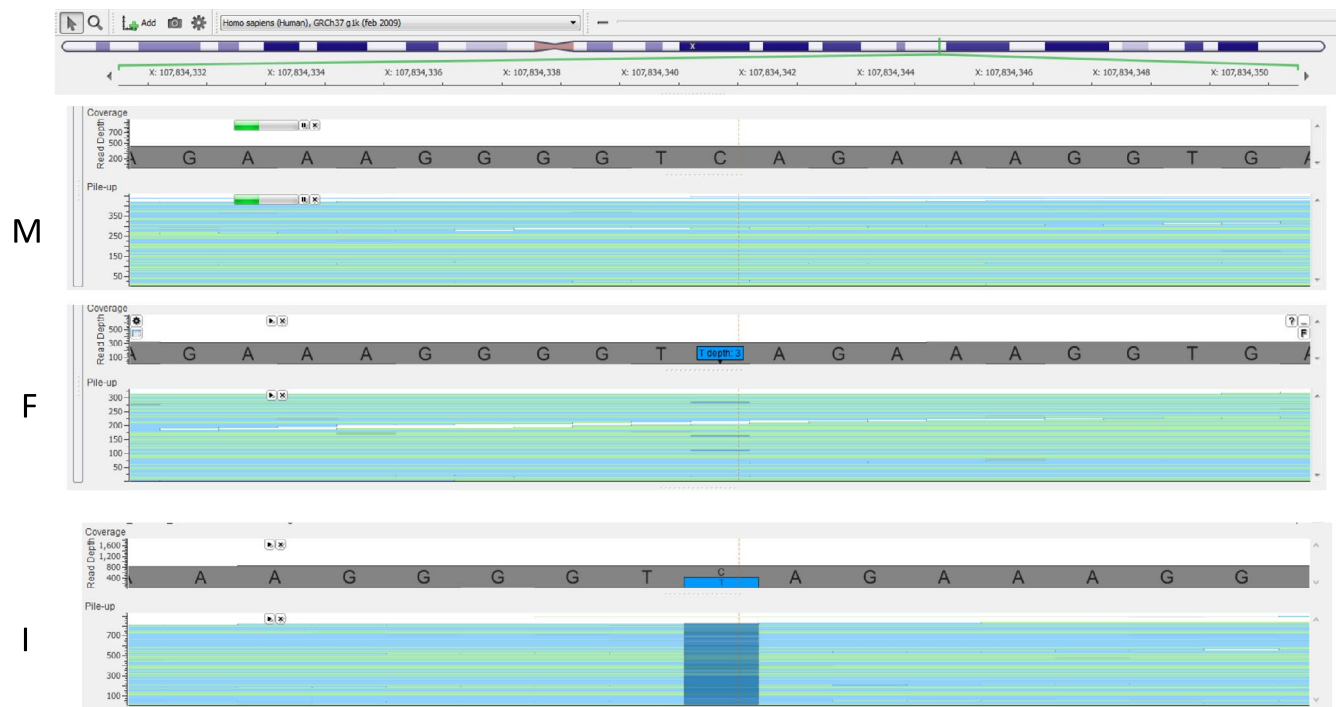 Add Homo sapiens (Human), GRCh37 g1k (feb 2009)
X
X: 107,834,332 X: 107,834,334 X: 107,834,336 X: 107,834,338 X: 107,834,340 X: 107,834,342 X: 107,834,344 X: 107,834,346 X: 107,834,348 X: 107,834,350
M
Coverage
Read Depth
700
500
200
A G A A A G G G G T C A G A A A G G T G A
Pile-up
350
250
150
50
F
Coverage
Read Depth
500
300
100
? _
F
A G A A A G G G G T T depth: 3 A G A A A G G T G A
Pile-up
300
250
200
150
100
50
I
Coverage
Read Depth
1,600
1,200
800
400
A A G G G G T C A G A A A G G
T
Pile-up
700
500
300
100